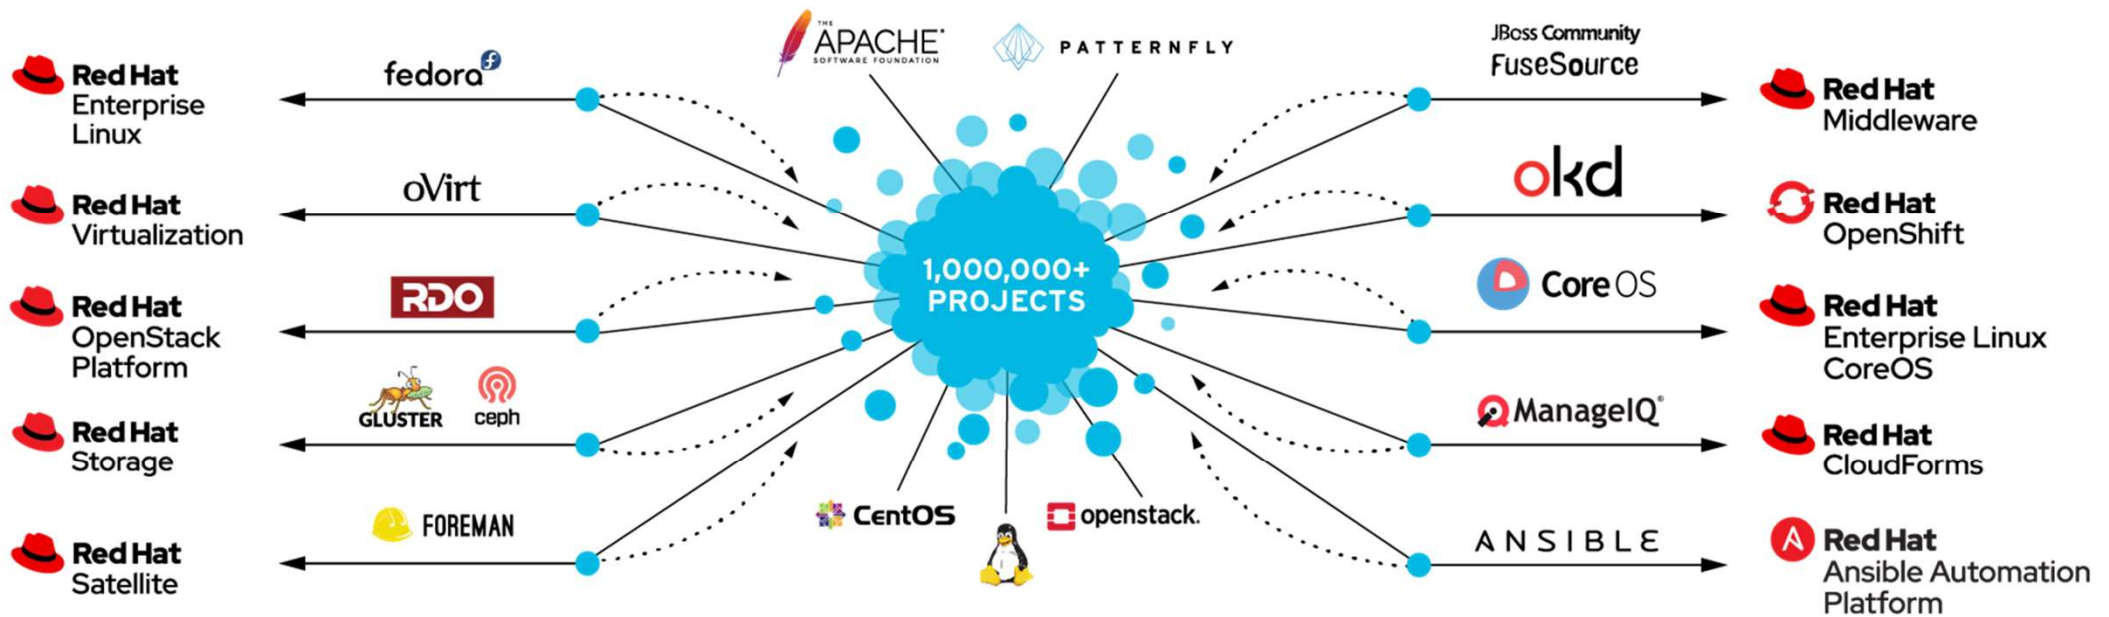 Red Hat
Enterprise
Linux
fedora
THE
APACHE®
SOFTWARE FOUNDATION
PATTERNFLY
JBoss Community
FuseSource
Red Hat
Middleware
Red Hat
Virtualization
oVirt
okd
Red Hat
OpenShift
Red Hat
OpenStack
Platform
RDO
1,000,000+
PROJECTS
Core OS
Red Hat
Enterprise Linux
CoreOS
Red Hat
Storage
GLUSTER
ceph
ManageIQ®
Red Hat
CloudForms
Red Hat
Satellite
FOREMAN
CentOS
openstack.
ANSIBLE
Red Hat
Ansible Automation
Platform